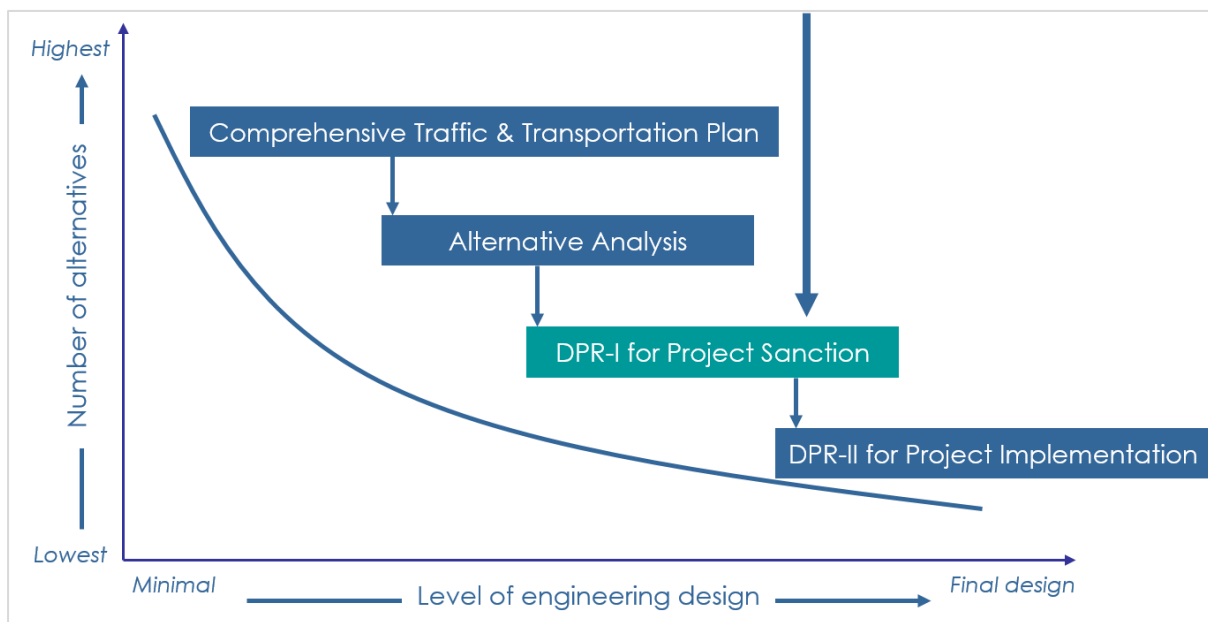 Highest
Number of alternatives
Lowest
Comprehensive Traffic & Transportation Plan
Alternative Analysis
DPR-I for Project Sanction
DPR-II for Project Implementation
Minimal
Level of engineering design
Final design